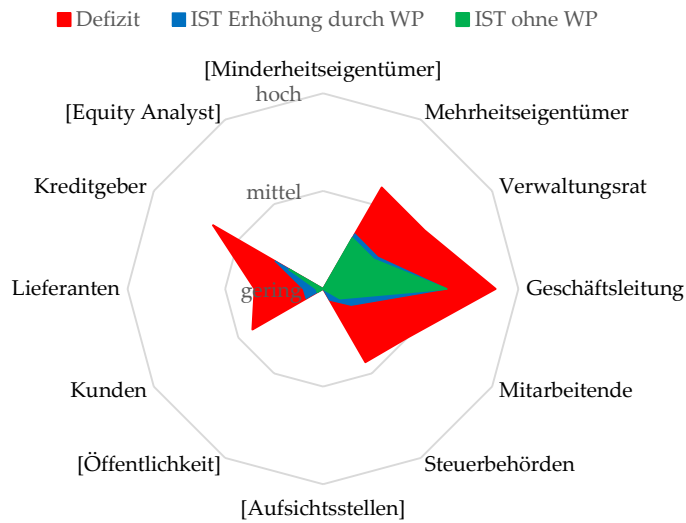 Defizit IST Erhöhung durch WP IST ohne WP
[Minderheitseigentümer]
hoch
[Equity Analyst]
Mehrheitseigentümer
Kreditgeber
mittel
Verwaltungsrat
Lieferanten
gering
Geschäftsleitung
Kunden
Mitarbeitende
[Öffentlichkeit]
Steuerbehörden
[Aufsichtsstellen]